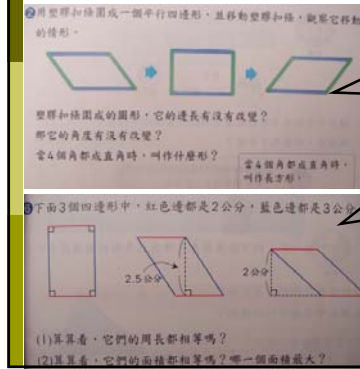 ❷用塑膠扣條圍成一個平行四邊形，並移動塑膠扣條，觀察它移動
的情形。
塑膠扣條圍成的圖形，它的邊長有沒有改變？
那它的角度有沒有改變？
當4個角都成直角時，叫作什麼形？
當4個角都成直角時，
叫作長方形。
下面3個四邊形中，紅色邊都是2公分，藍色邊都是3公分
2.5公分
2公分
(1)算算看，它們的周長都相等嗎？
(2)算算看，它們的面積都相等嗎？哪一個面積最大？